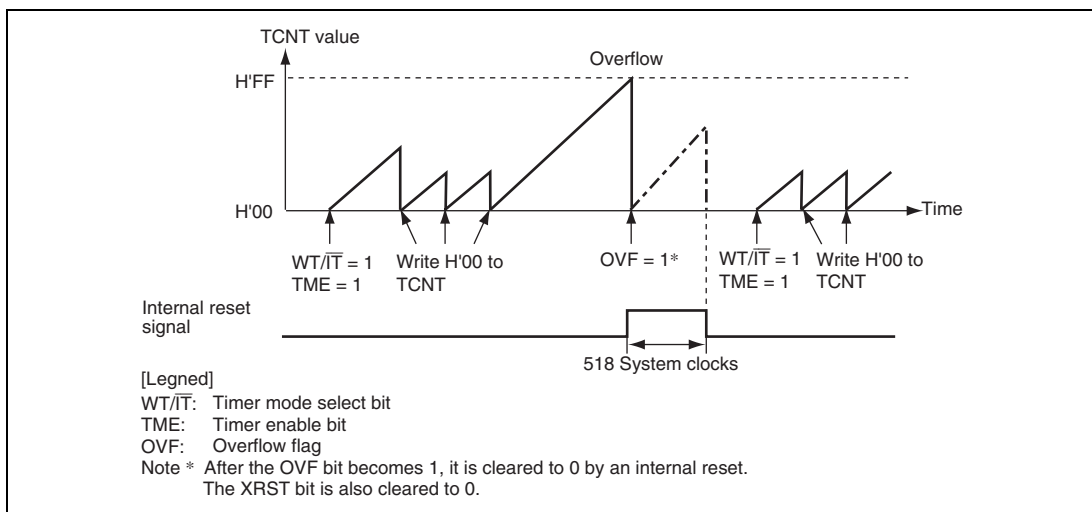 TCNT value
Overflow
H'FF
H'00
Time
WT/I̅T̅ = 1
TME = 1
Write H'00 to
TCNT
OVF = 1*
WT/I̅T̅ = 1
TME = 1
Write H'00 to
TCNT
Internal reset
signal
518 System clocks
[Legned]
WT/I̅T̅: Timer mode select bit
TME: Timer enable bit
OVF: Overflow flag
Note * After the OVF bit becomes 1, it is cleared to 0 by an internal reset.
The XRST bit is also cleared to 0.